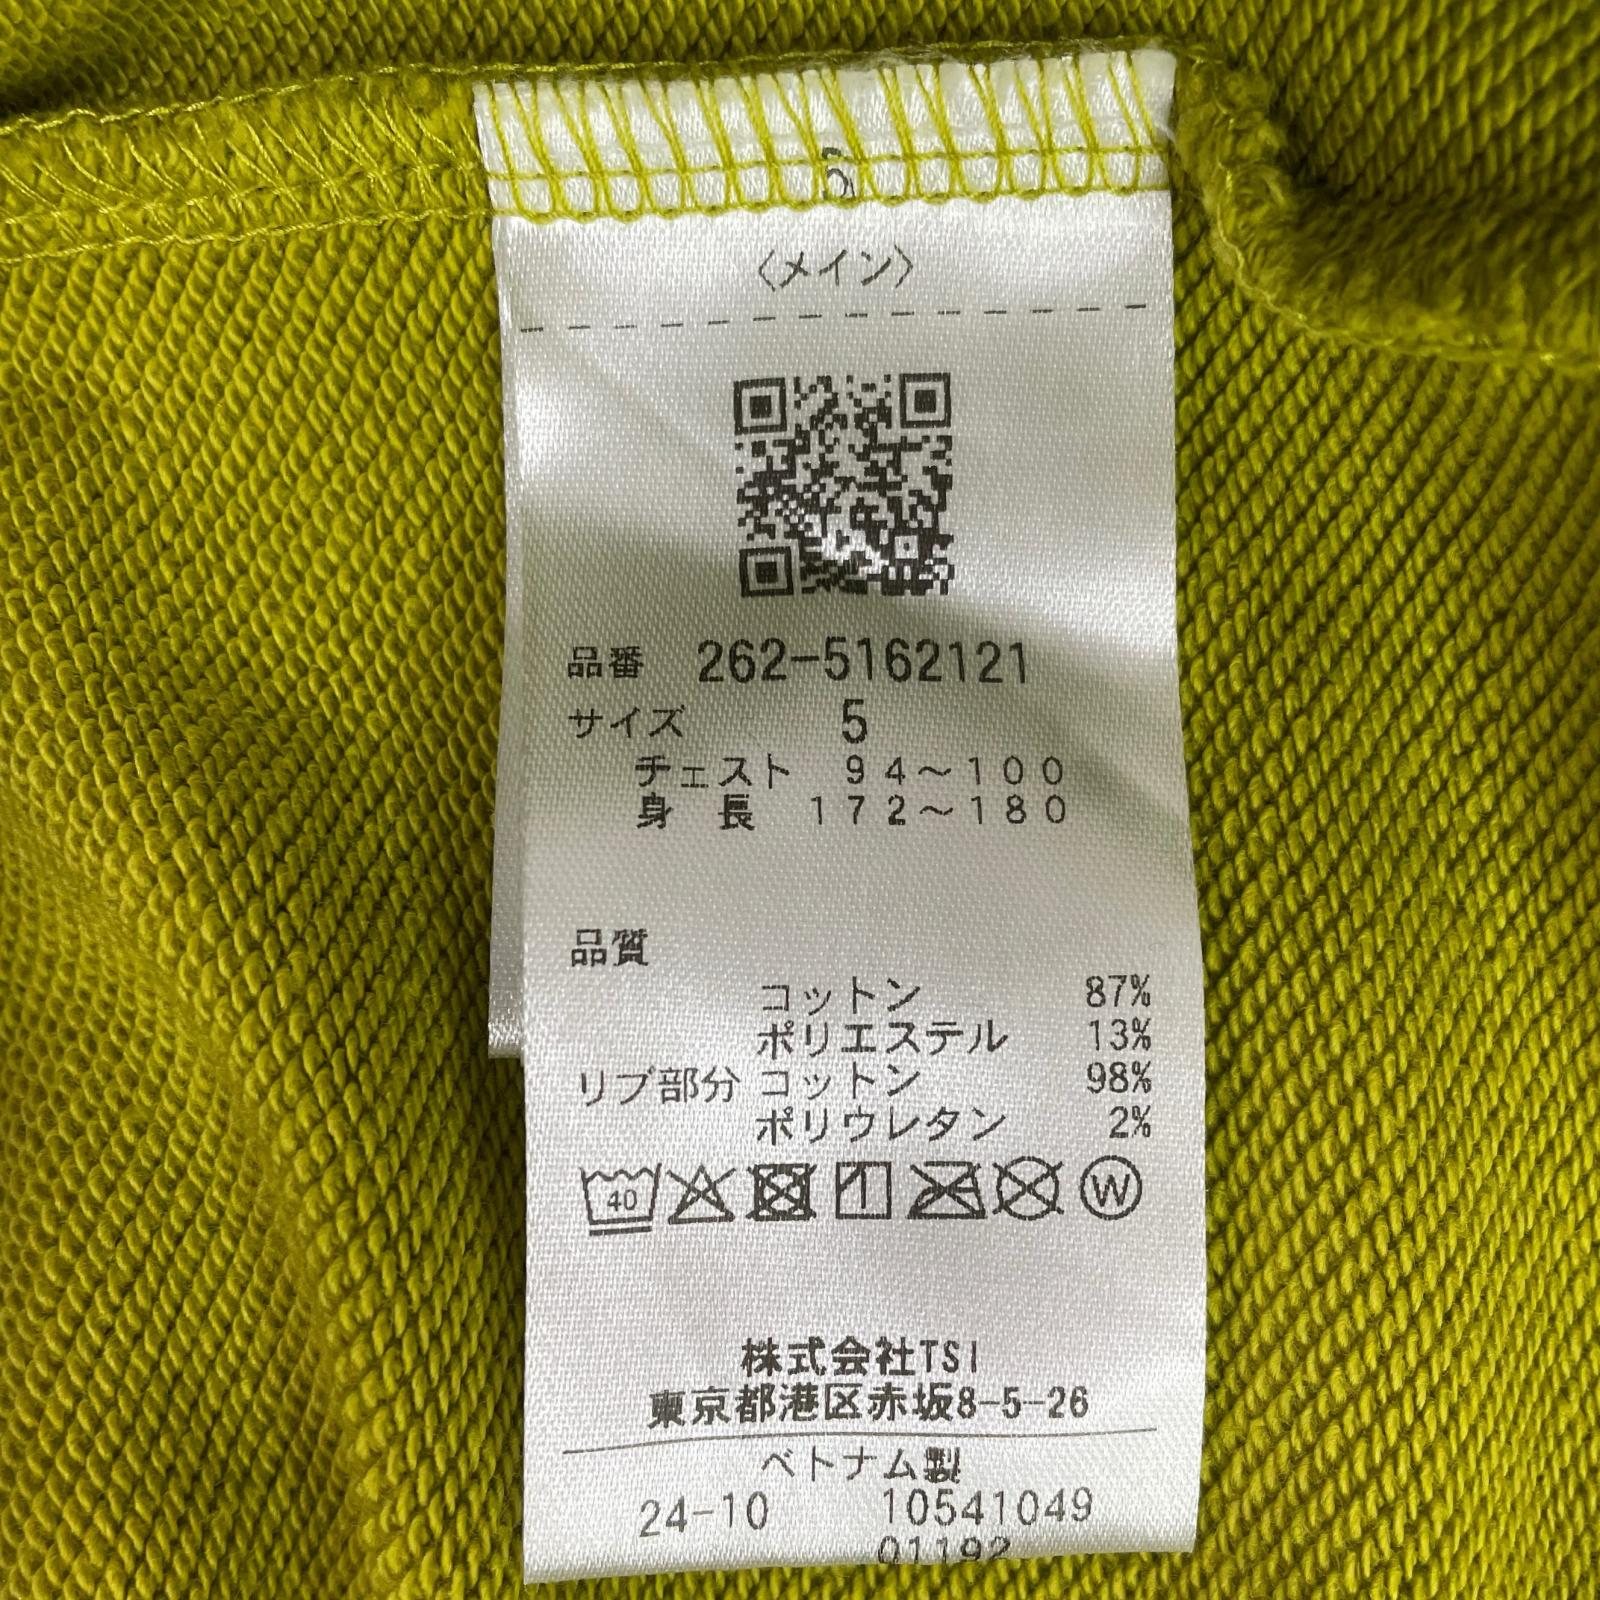 5
〈メイン〉
品番 262-5162121
サイズ 5
チェスト 94～100
身 長 172～180
品質
コットン 87%
ポリエステル 13%
リブ部分 コットン 98%
ポリウレタン 2%
40 W
株式会社TSI
東京都港区赤坂8-5-26
ベトナム製
24-10 10541049
01192